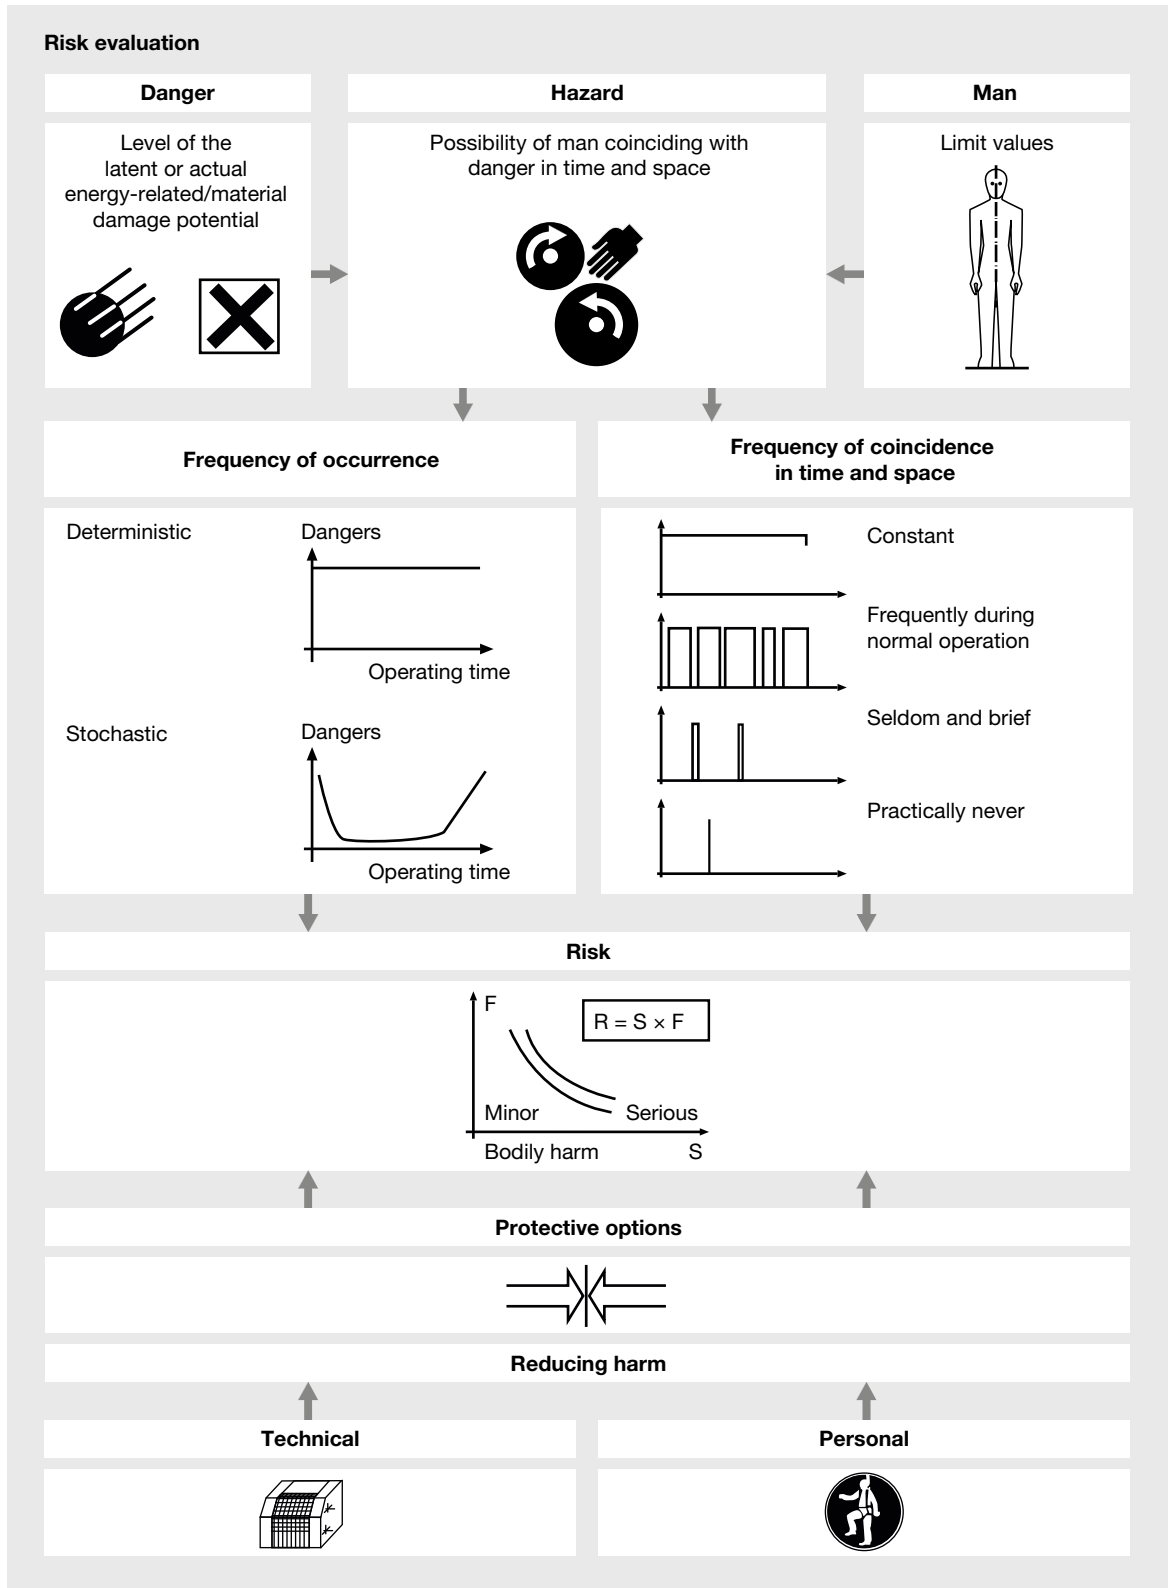 Risk evaluation
Danger
Hazard
Man
Level of the
latent or actual
energy-related/material
damage potential
Possibility of man coinciding with
danger in time and space
Limit values
Frequency of occurrence
Frequency of coincidence
in time and space
Deterministic
Dangers
Operating time
Stochastic
Dangers
Operating time
Constant
Frequently during
normal operation
Seldom and brief
Practically never
Risk
F
R = S × F
Minor
Serious
Bodily harm
S
Protective options
Reducing harm
Technical
Personal